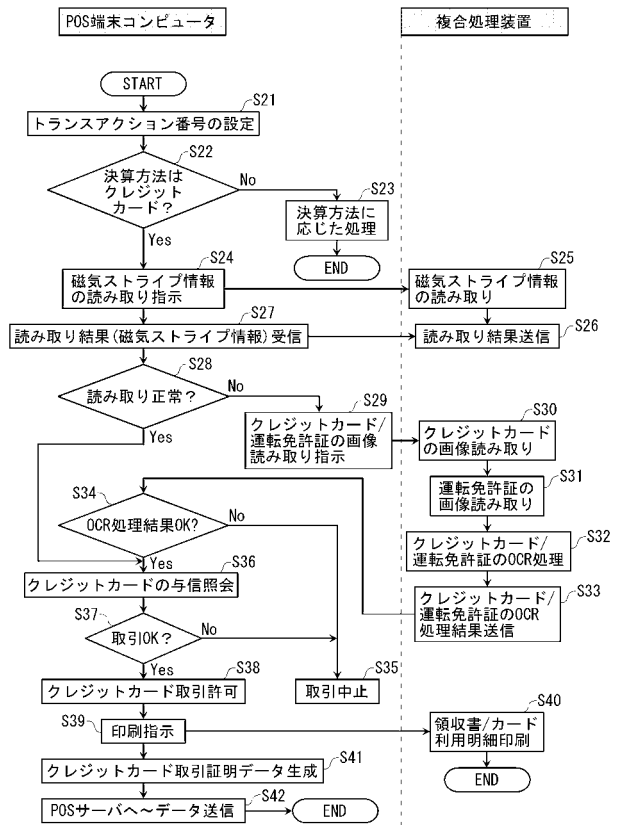 POS端末コンピュータ
複合処理装置
START
S21
トランスアクション番号の設定
S22
決算方法は
クレジット
カード?
No
Yes
S23
決算方法に
応じた処理
END
S24
磁気ストライプ情報
の読み取り指示
S25
磁気ストライプ情報
の読み取り
S27
読み取り結果(磁気ストライプ情報)受信
S26
読み取り結果送信
S28
読み取り正常?
No
Yes
S29
クレジットカード/
運転免許証の画像
読み取り指示
S30
クレジットカード
の画像読み取り
S31
運転免許証の
画像読み取り
S34
OCR処理結果OK?
No
Yes
S32
クレジットカード/
運転免許証のOCR処理
S36
クレジットカードの与信照会
S33
クレジットカード/
運転免許証のOCR
処理結果送信
S37
取引OK?
No
Yes
S38
クレジットカード取引許可
S35
取引中止
S39
印刷指示
S40
領収書/カード
利用明細印刷
END
S41
クレジットカード取引証明データ生成
S42
POSサーバへ～データ送信
END